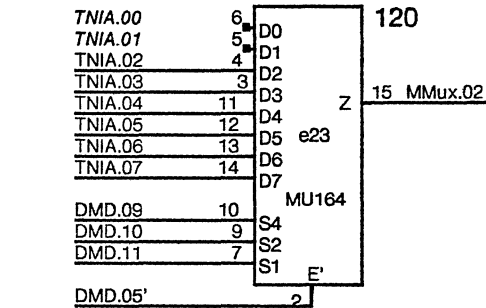 TNIA.00 6 D0 120
TNIA.01 5 D1
TNIA.02 4 D2
TNIA.03 3 D3 Z 15 MMux.02
TNIA.04 11 D4
TNIA.05 12 D5 e23
TNIA.06 13 D6
TNIA.07 14 D7
MU164
DMD.09 10 S4
DMD.10 9 S2
DMD.11 7 S1
E'
DMD.05' 2